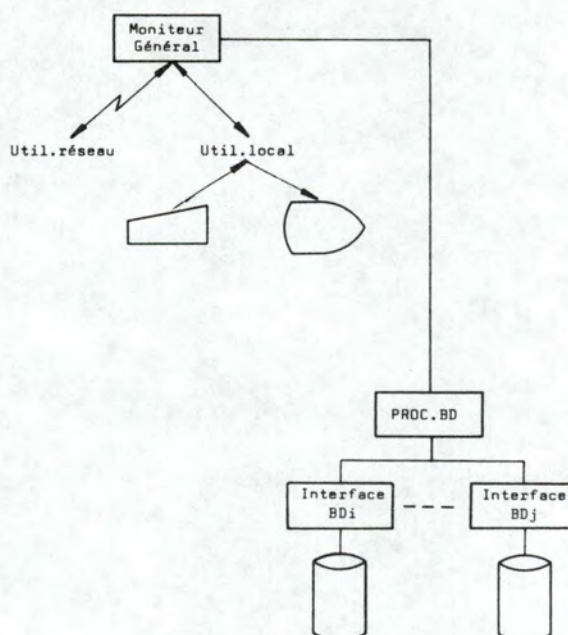 Moniteur
Général
Util.réseau
Util.local
PROC.BD
Interface
BDi
Interface
BDj